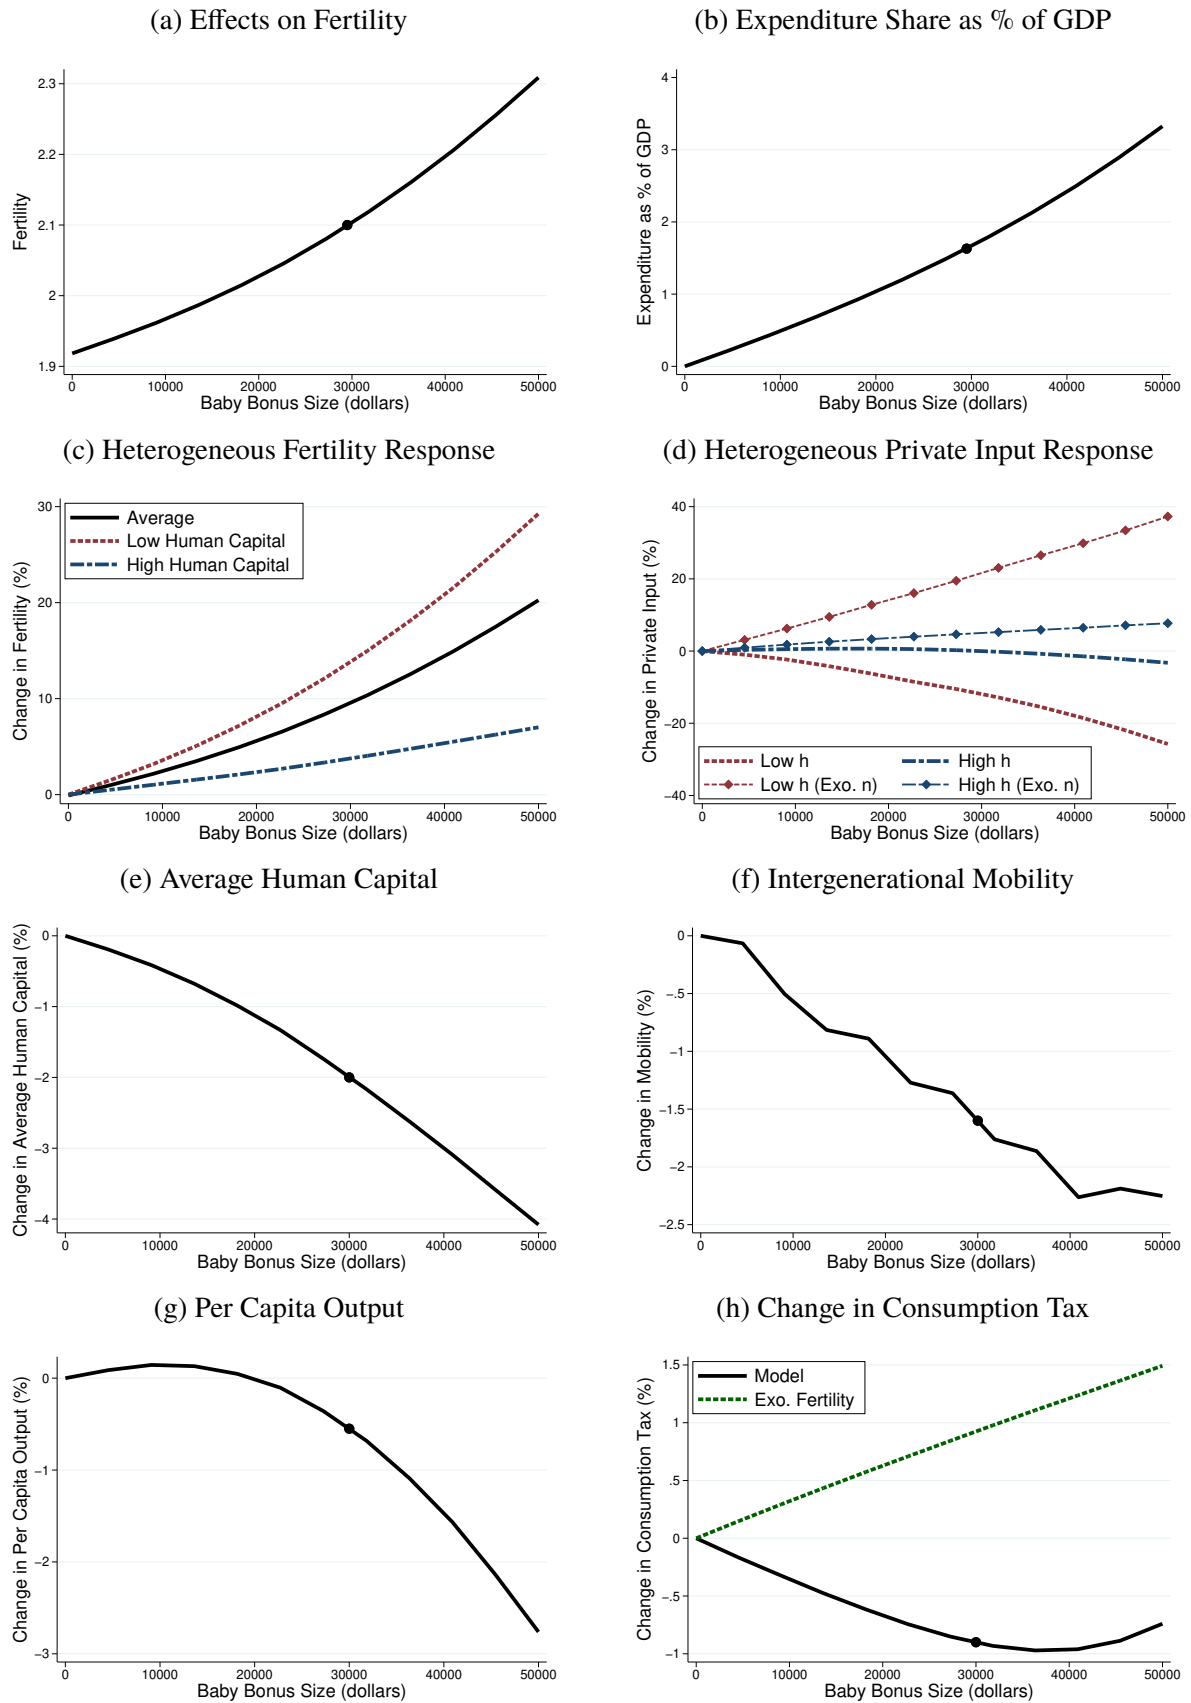 (a) Effects on Fertility
Fertility
2.3
2.2
2.1
2
1.9
0 10000 20000 30000 40000 50000
Baby Bonus Size (dollars)
(b) Expenditure Share as % of GDP
Expenditure as % of GDP
4
3
2
1
0
0 10000 20000 30000 40000 50000
Baby Bonus Size (dollars)
(c) Heterogeneous Fertility Response
Change in Fertility (%)
30
20
10
0
Average
Low Human Capital
High Human Capital
0 10000 20000 30000 40000 50000
Baby Bonus Size (dollars)
(d) Heterogeneous Private Input Response
Change in Private Input (%)
40
20
0
−20
−40
Low h High h
Low h (Exo. n) High h (Exo. n)
0 10000 20000 30000 40000 50000
Baby Bonus Size (dollars)
(e) Average Human Capital
Change in Average Human Capital (%)
0
−1
−2
−3
−4
0 10000 20000 30000 40000 50000
Baby Bonus Size (dollars)
(f) Intergenerational Mobility
Change in Mobility (%)
0
−.5
−1
−1.5
−2
−2.5
0 10000 20000 30000 40000 50000
Baby Bonus Size (dollars)
(g) Per Capita Output
Change in Per Capita Output (%)
0
−1
−2
−3
0 10000 20000 30000 40000 50000
Baby Bonus Size (dollars)
(h) Change in Consumption Tax
Change in Consumption Tax (%)
1.5
1
.5
0
−.5
−1
Model
Exo. Fertility
0 10000 20000 30000 40000 50000
Baby Bonus Size (dollars)